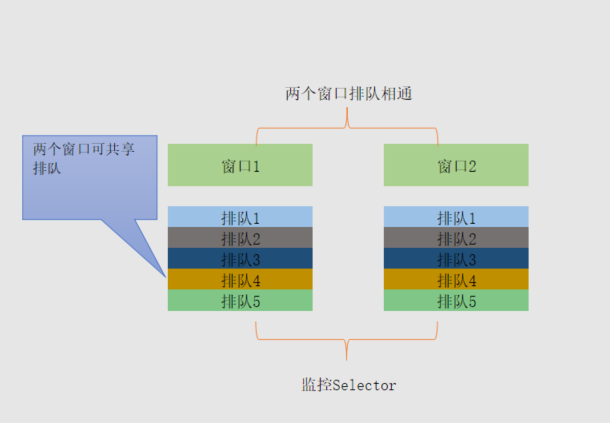 两个窗口排队相通
两个窗口可共享
排队
窗口1
窗口2
排队1
排队1
排队2
排队2
排队3
排队3
排队4
排队4
排队5
排队5
监控Selector